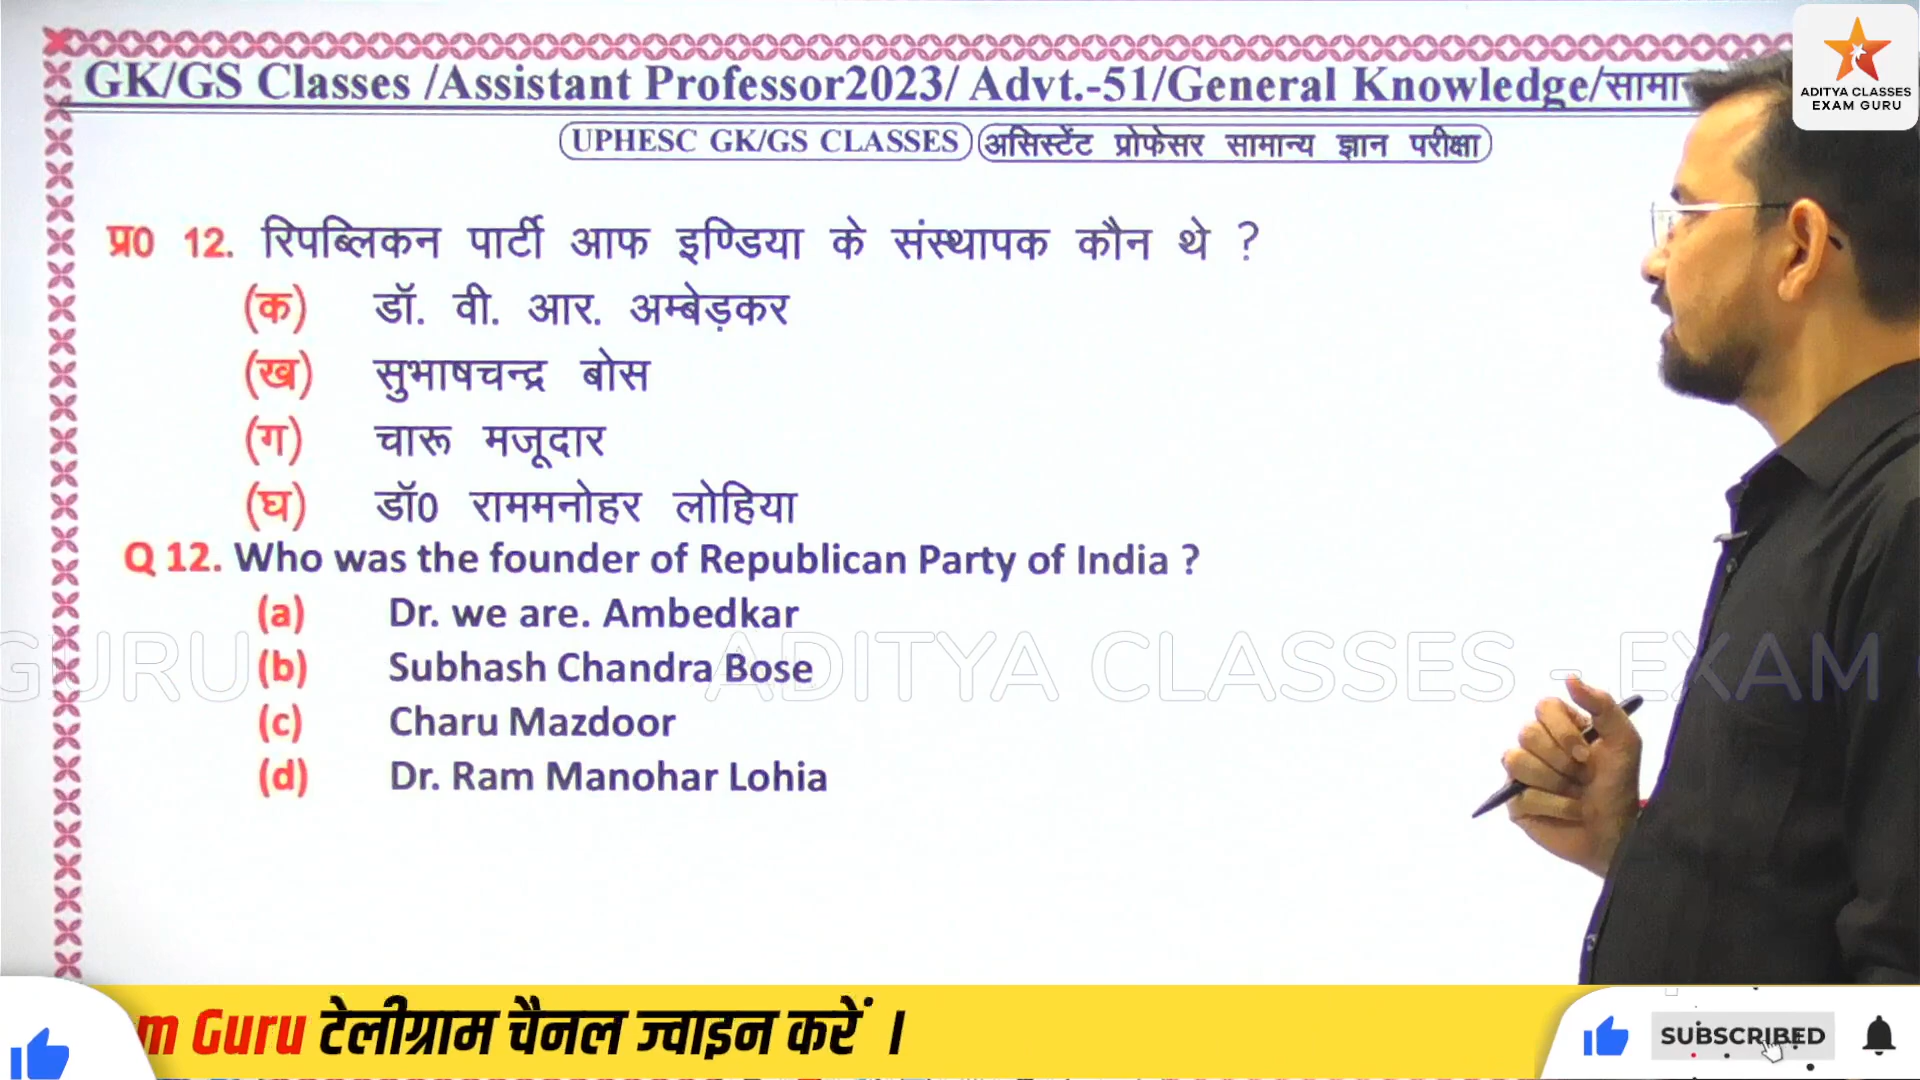 GK/GS Classes /Assistant Professor2023/ Advt.-51/General Knowledge/सामा
ADITYA CLASSES
EXAM GURU
UPHESC GK/GS CLASSES असिस्टेंट प्रोफेसर सामान्य ज्ञान परीक्षा
प्र0 12. रिपब्लिकन पार्टी आफ इण्डिया के संस्थापक कौन थे ?
(क) डॉ. वी. आर. अम्बेड़कर
(ख) सुभाषचन्द्र बोस
(ग) चारू मजूदार
(घ) डॉ0 राममनोहर लोहिया
Q 12. Who was the founder of Republican Party of India ?
(a) Dr. we are. Ambedkar
GURU ADITYA CLASSES - EXAM
(b) Subhash Chandra Bose
(c) Charu Mazdoor
(d) Dr. Ram Manohar Lohia
m Guru टेलीग्राम चैनल ज्वाइन करें ।
SUBSCRIBED